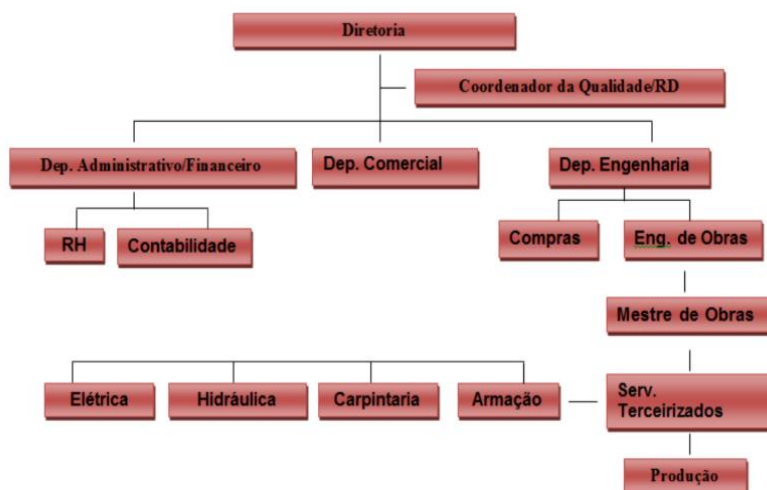 Diretoria
Coordenador da Qualidade/RD
Dep. Administrativo/Financeiro
Dep. Comercial
Dep. Engenharia
RH
Contabilidade
Compras
Eng. de Obras
Mestre de Obras
Elétrica
Hidráulica
Carpintaria
Armação
Serv.
Terceirizados
Produção